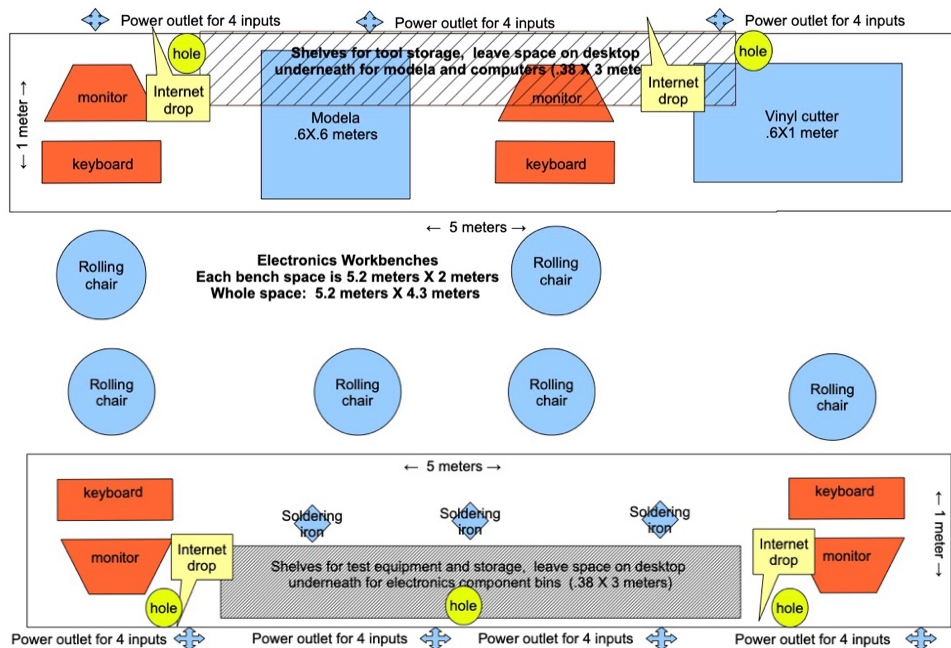 Power outlet for 4 inputs
Power outlet for 4 inputs
Power outlet for 4 inputs
hole
hole
Shelves for tool storage, leave space on desktop
underneath for modela and computers (.38 X 3 mete
monitor
Internet
drop
Modela
.6X.6 meters
monitor
Internet
drop
Vinyl cutter
.6X1 meter
← 1 meter →
keyboard
keyboard
← 5 meters →
Rolling
chair
Electronics Workbenches
Each bench space is 5.2 meters X 2 meters
Whole space: 5.2 meters X 4.3 meters
Rolling
chair
Rolling
chair
Rolling
chair
Rolling
chair
Rolling
chair
← 5 meters →
keyboard
keyboard
Soldering
iron
Soldering
iron
Soldering
iron
← 1 meter →
monitor
Internet
drop
Shelves for test equipment and storage, leave space on desktop
underneath for electronics component bins (.38 X 3 meters)
Internet
drop
monitor
hole
hole
hole
Power outlet for 4 inputs
Power outlet for 4 inputs
Power outlet for 4 inputs
Power outlet for 4 inputs